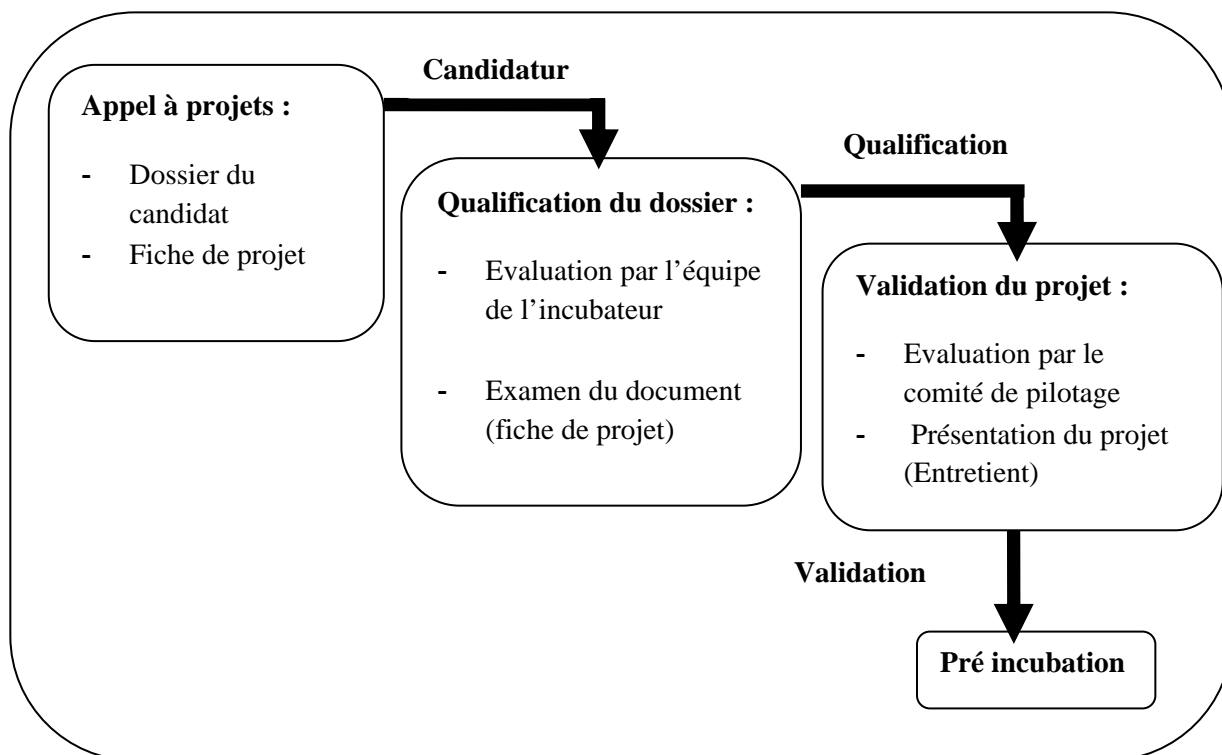 Candidatur
Appel à projets :
- Dossier du
candidat
- Fiche de projet
Qualification
Qualification du dossier :
- Evaluation par l’équipe
de l’incubateur
- Examen du document
(fiche de projet)
Validation du projet :
- Evaluation par le
comité de pilotage
- Présentation du projet
(Entretient)
Validation
Pré incubation